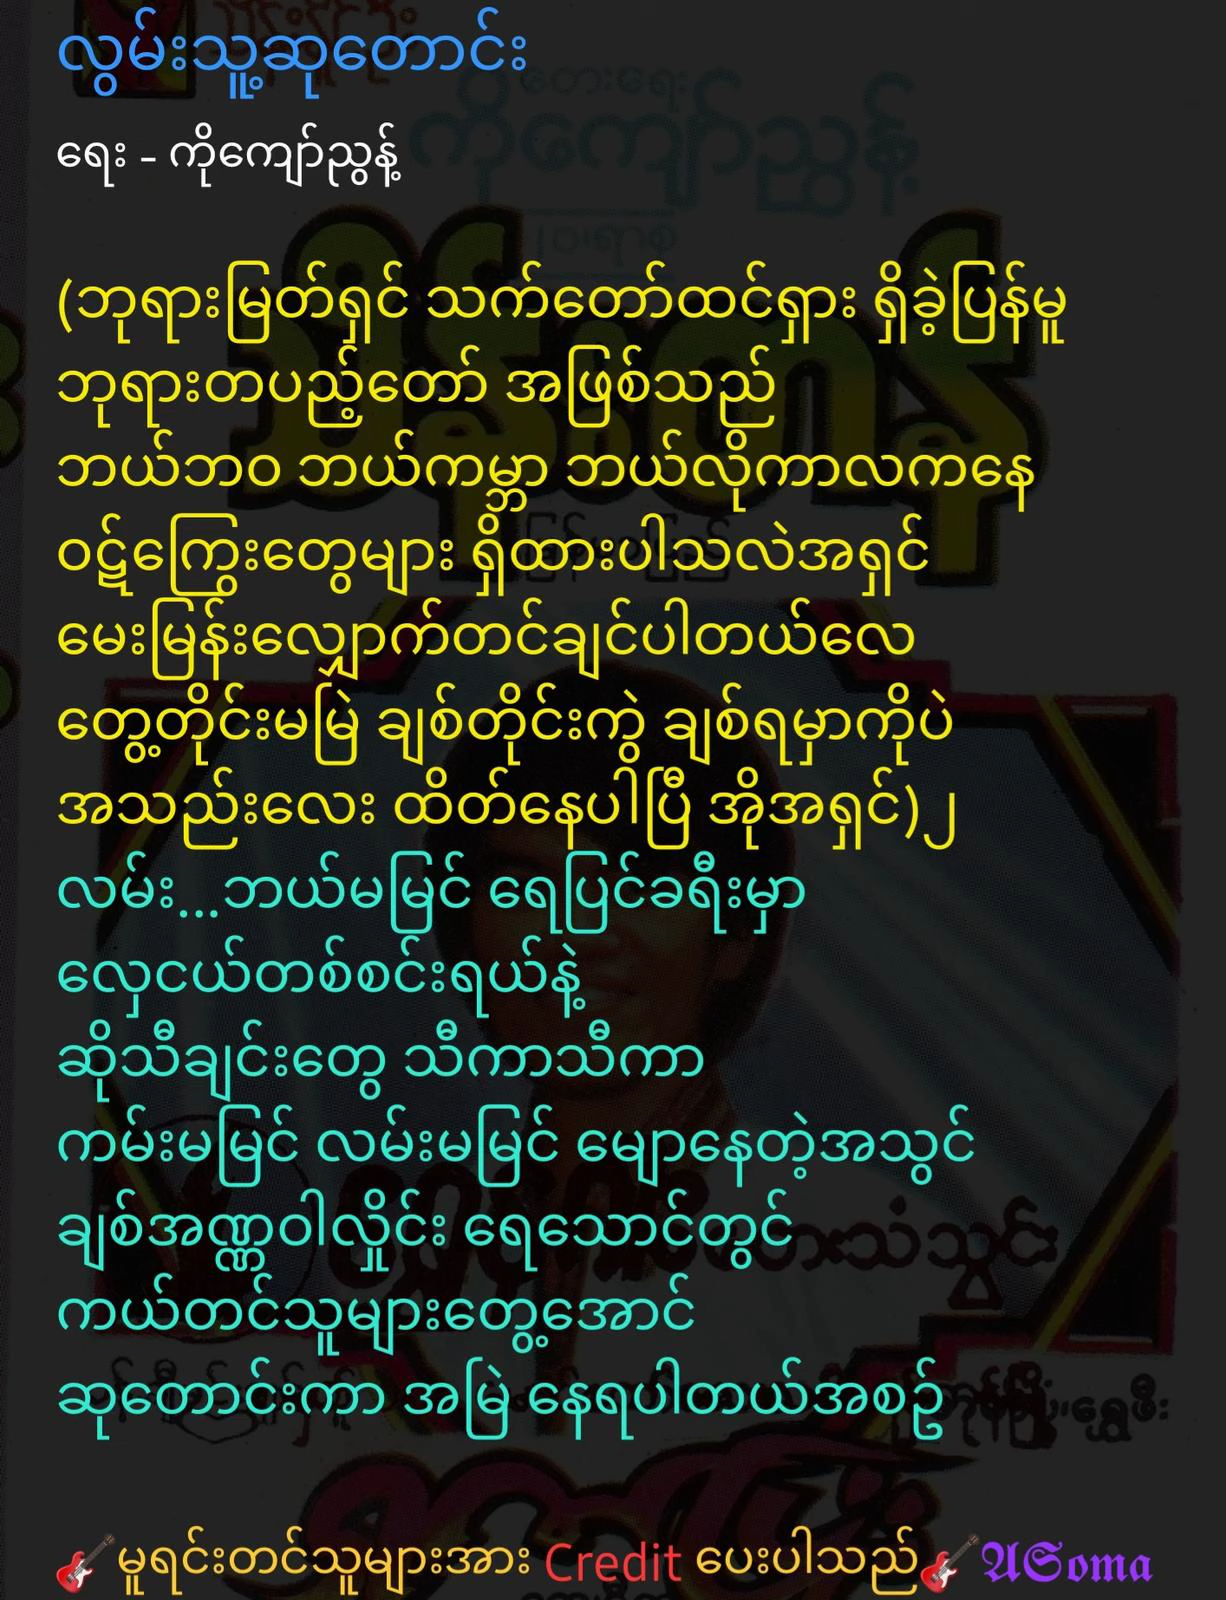 လွမ်းသူ့ဆုတောင်း
ရေး - ကိုကျော်ညွန့်
(ဘုရားမြတ်ရှင် သက်တော်ထင်ရှား ရှိခဲ့ပြန်မူ
ဘုရားတပည့်တော် အဖြစ်သည်
ဘယ်ဘဝ ဘယ်ကမ္ဘာ ဘယ်လိုကာလကနေ
ဝဋ်ကြွေးတွေများ ရှိထားပါသလဲအရှင်
မေးမြန်းလျှောက်တင်ချင်ပါတယ်လေ
တွေ့တိုင်းမမြဲ ချစ်တိုင်းကွဲ ချစ်ရမှာကိုပဲ
အသည်းလေး ထိတ်နေပါပြီ အိုအရှင်)၂
လမ်း...ဘယ်မမြင် ရေပြင်ခရီးမှာ
လှေငယ်တစ်စင်းရယ်နဲ့
ဆိုသီချင်းတွေ သီကာသီကာ
ကမ်းမမြင် လမ်းမမြင် မျောနေတဲ့အသွင်
ချစ်အဏ္ဏဝါလှိုင်း ရေသောင်တွင်
ကယ်တင်သူများတွေ့အောင်
ဆုတောင်းကာ အမြဲ နေရပါတယ်အစဥ်
🎸မူရင်းတင်သူများအား Credit ပေးပါသည်🎸 𝕬𝕾𝖔𝖒𝖆
တေးရေး
ကိုကျော်ညွန့်